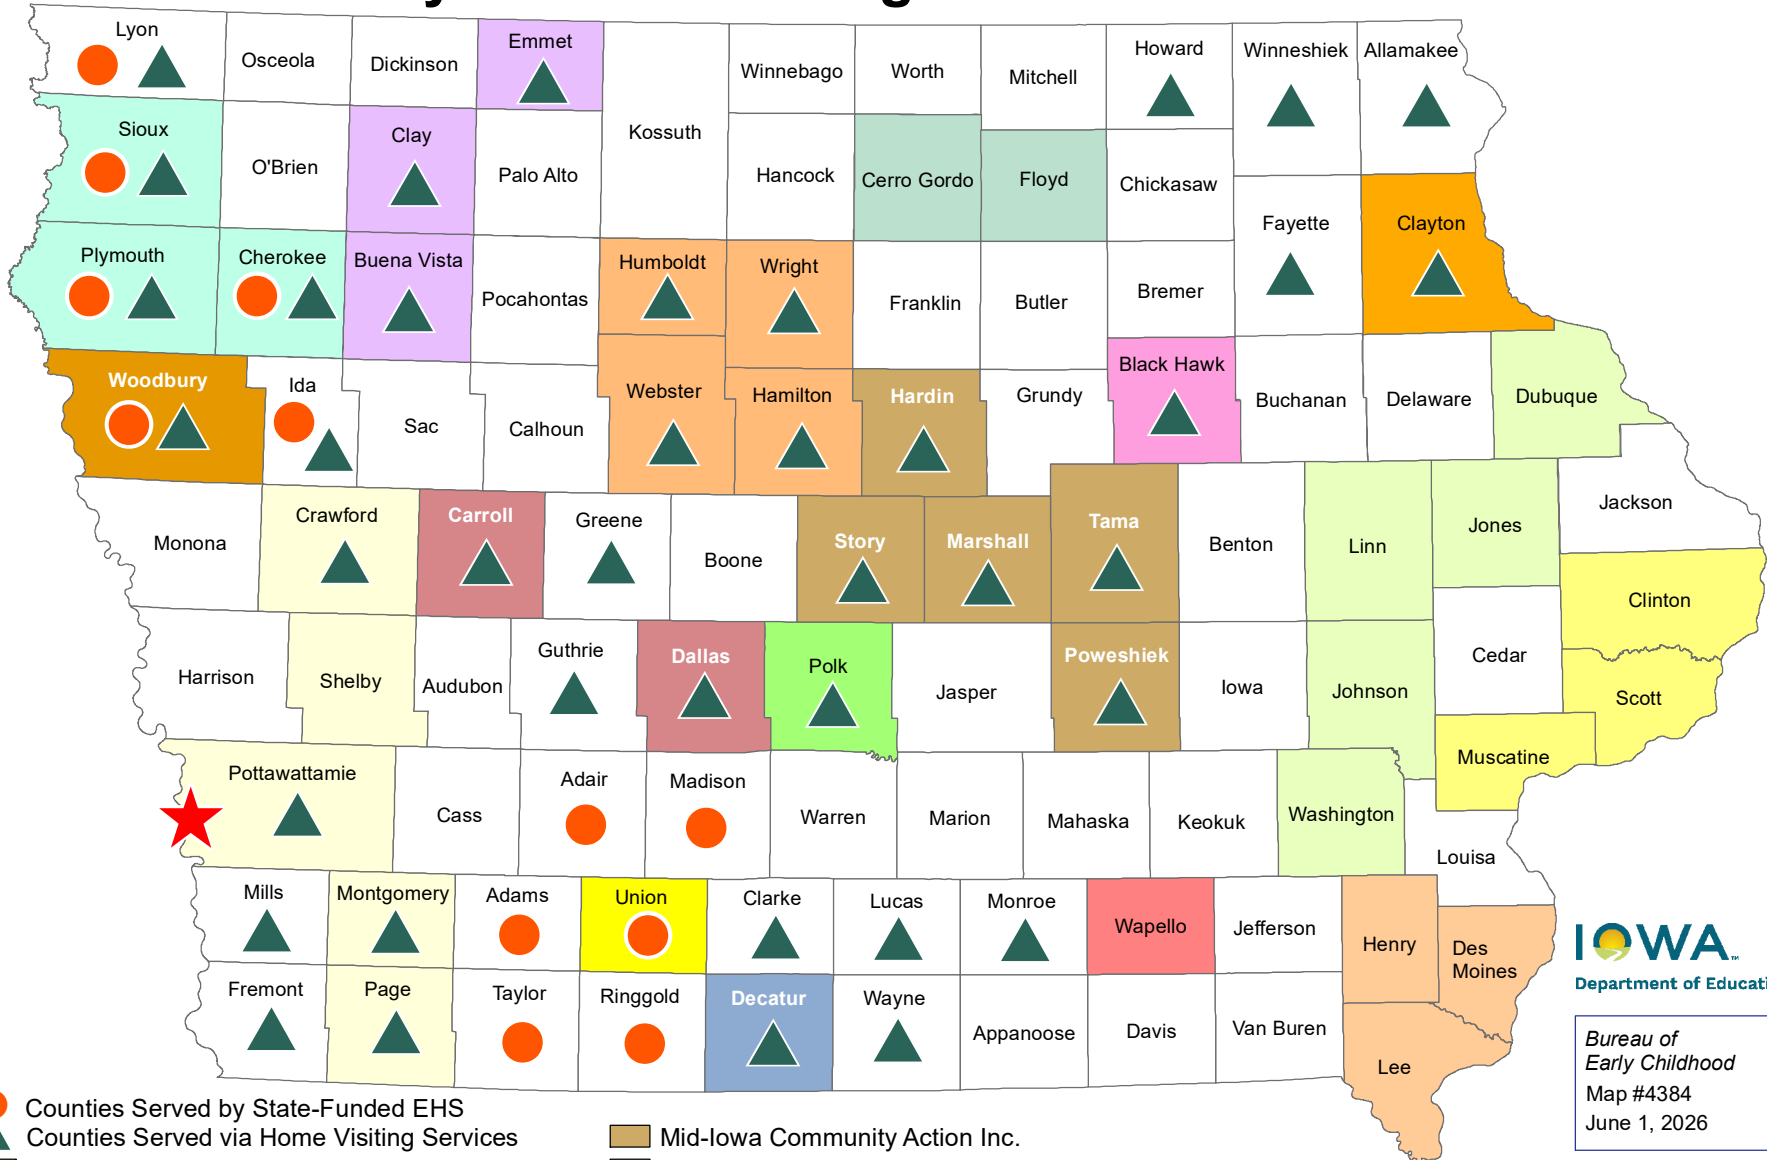 Lyon
Osceola
Dickinson
Emmet
Kossuth
Winnebago
Worth
Mitchell
Howard
Winneshiek
Allamakee
Sioux
O'Brien
Clay
Palo Alto
Hancock
Cerro Gordo
Floyd
Chickasaw
Fayette
Clayton
Plymouth
Cherokee
Buena Vista
Pocahontas
Humboldt
Wright
Franklin
Butler
Bremer
Woodbury
Ida
Sac
Calhoun
Webster
Hamilton
Hardin
Grundy
Black Hawk
Buchanan
Delaware
Dubuque
Monona
Crawford
Carroll
Greene
Boone
Story
Marshall
Tama
Benton
Linn
Jones
Jackson
Clinton
Harrison
Shelby
Audubon
Guthrie
Dallas
Polk
Jasper
Poweshiek
Iowa
Johnson
Cedar
Scott
Muscatine
Pottawattamie
Cass
Adair
Madison
Warren
Marion
Mahaska
Keokuk
Washington
Louisa
Mills
Montgomery
Adams
Union
Clarke
Lucas
Monroe
Wapello
Jefferson
Henry
Des
Moines
Fremont
Page
Taylor
Ringgold
Decatur
Wayne
Appanoose
Davis
Van Buren
Lee
IOWA™
Department of Educati
Bureau of
Early Childhood
Map #4384
June 1, 2026
Counties Served by State-Funded EHS
Counties Served via Home Visiting Services
Mid-Iowa Community Action Inc.